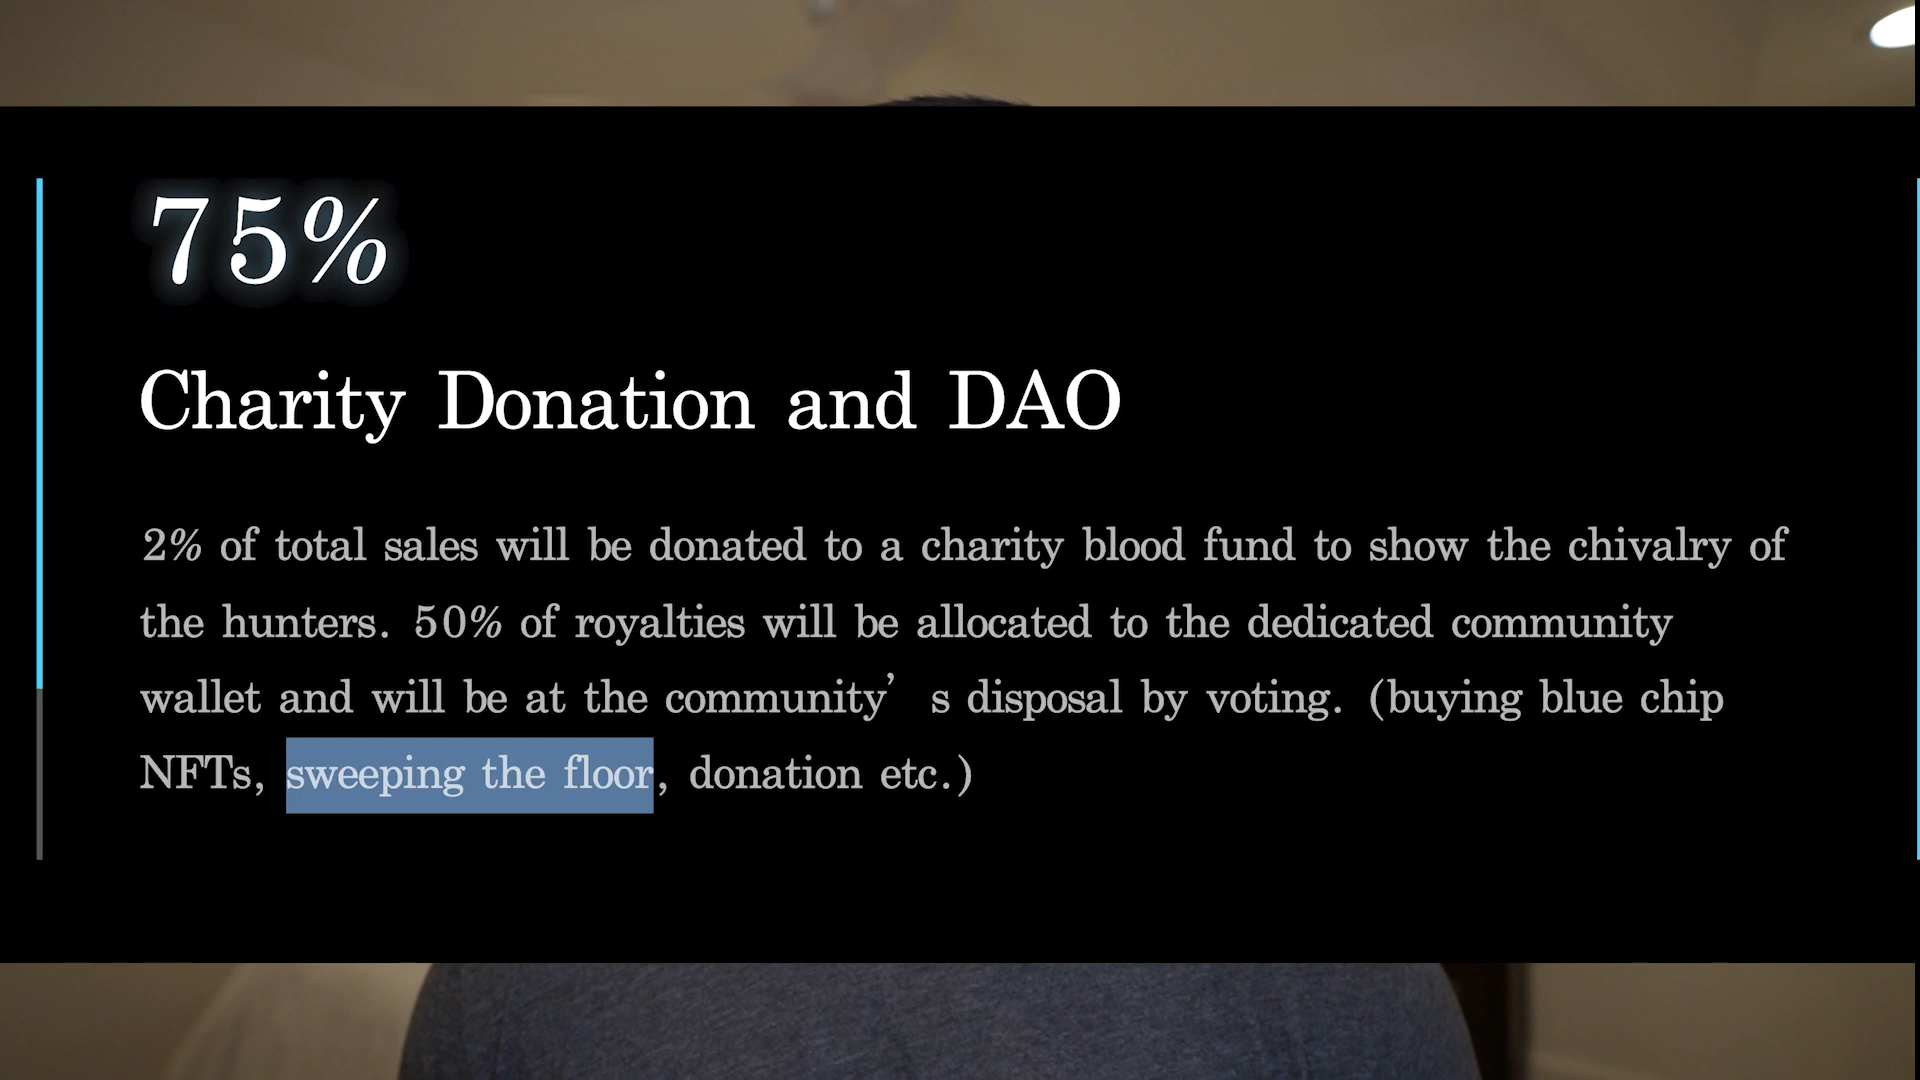 75%
Charity Donation and DAO
2% of total sales will be donated to a charity blood fund to show the chivalry of
the hunters. 50% of royalties will be allocated to the dedicated community
wallet and will be at the community’s disposal by voting. (buying blue chip
NFTs, sweeping the floor, donation etc.)